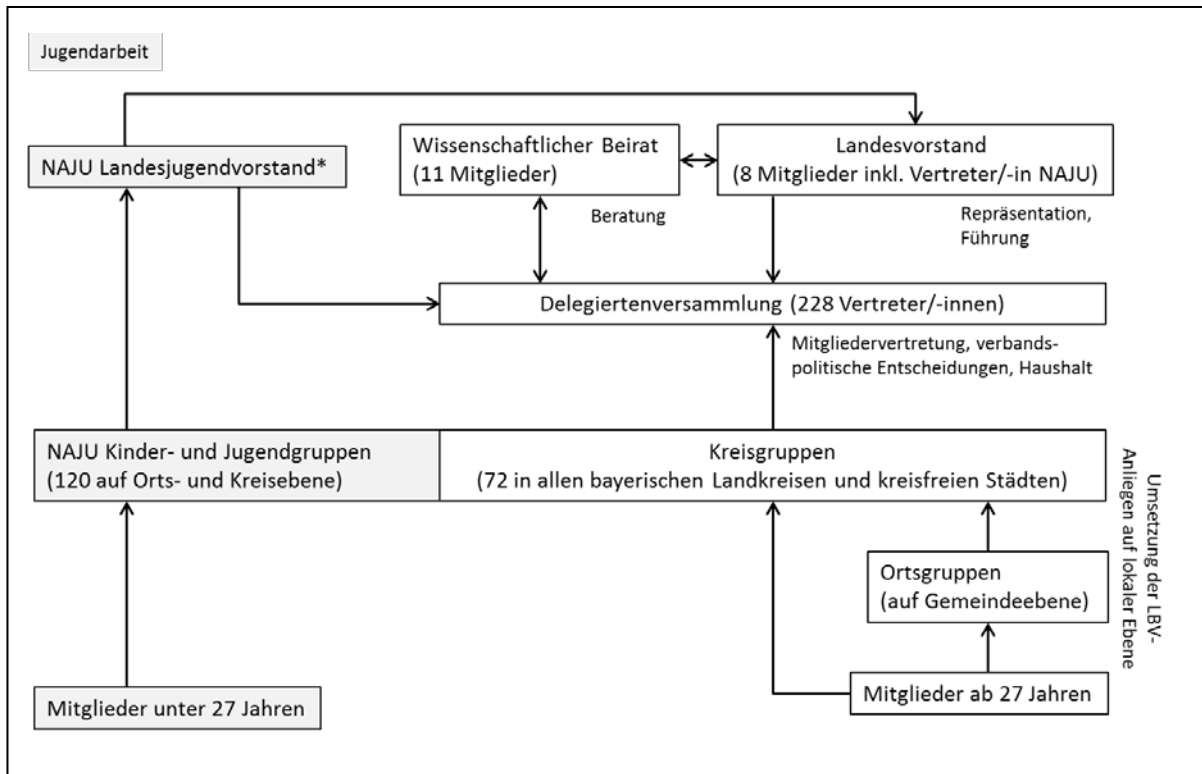 Jugendarbeit
NAJU Landesjugendvorstand*
Wissenschaftlicher Beirat
(11 Mitglieder)
Landesvorstand
(8 Mitglieder inkl. Vertreter/-in NAJU)
Beratung
Repräsentation,
Führung
Delegiertenversammlung (228 Vertreter/-innen)
Mitgliedervertretung, verbands-
politische Entscheidungen, Haushalt
NAJU Kinder- und Jugendgruppen
(120 auf Orts- und Kreisebene)
Kreisgruppen
(72 in allen bayerischen Landkreisen und kreisfreien Städten)
Umsetzung der LBV-
Anliegen auf lokaler Ebene
Ortsgruppen
(auf Gemeindeebene)
Mitglieder unter 27 Jahren
Mitglieder ab 27 Jahren